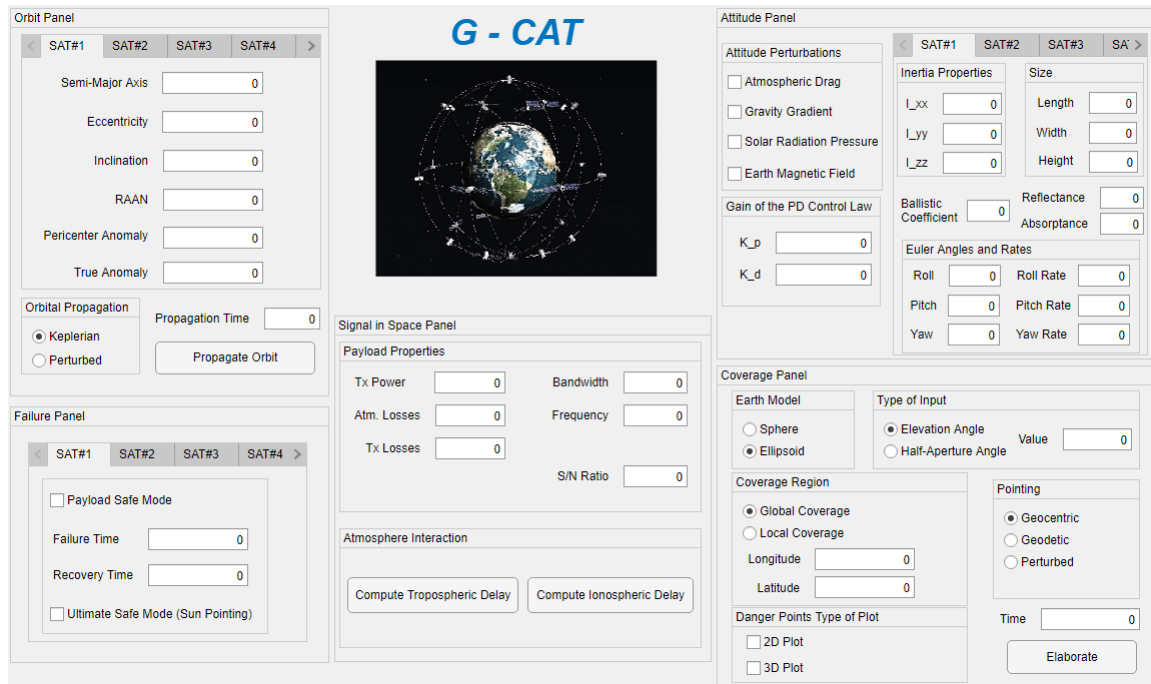 Orbit Panel
SAT#1 SAT#2 SAT#3 SAT#4
Semi-Major Axis 0
Eccentricity 0
Inclination 0
RAAN 0
Pericenter Anomaly 0
True Anomaly 0
Orbital Propagation
Keplerian
Perturbed
Propagation Time 0
Propagate Orbit
Failure Panel
SAT#1 SAT#2 SAT#3 SAT#4
Payload Safe Mode
Failure Time 0
Recovery Time 0
Ultimate Safe Mode (Sun Pointing)
G - CAT
Signal in Space Panel
Payload Properties
Tx Power 0 Bandwidth 0
Atm. Losses 0 Frequency 0
Tx Losses 0
S/N Ratio 0
Atmosphere Interaction
Compute Tropospheric Delay Compute Ionospheric Delay
Attitude Panel
Attitude Perturbations
Atmospheric Drag
Gravity Gradient
Solar Radiation Pressure
Earth Magnetic Field
Gain of the PD Control Law
K_p 0
K_d 0
SAT#1 SAT#2 SAT#3 SA
Inertia Properties
I_xx 0
I_yy 0
I_zz 0
Size
Length 0
Width 0
Height 0
Ballistic
Coefficient 0
Reflectance 0
Absorptance 0
Euler Angles and Rates
Roll 0 Roll Rate 0
Pitch 0 Pitch Rate 0
Yaw 0 Yaw Rate 0
Coverage Panel
Earth Model
Sphere
Ellipsoid
Type of Input
Elevation Angle
Half-Aperture Angle
Value 0
Coverage Region
Global Coverage
Local Coverage
Longitude 0
Latitude 0
Pointing
Geocentric
Geodetic
Perturbed
Danger Points Type of Plot
2D Plot
3D Plot
Time 0
Elaborate